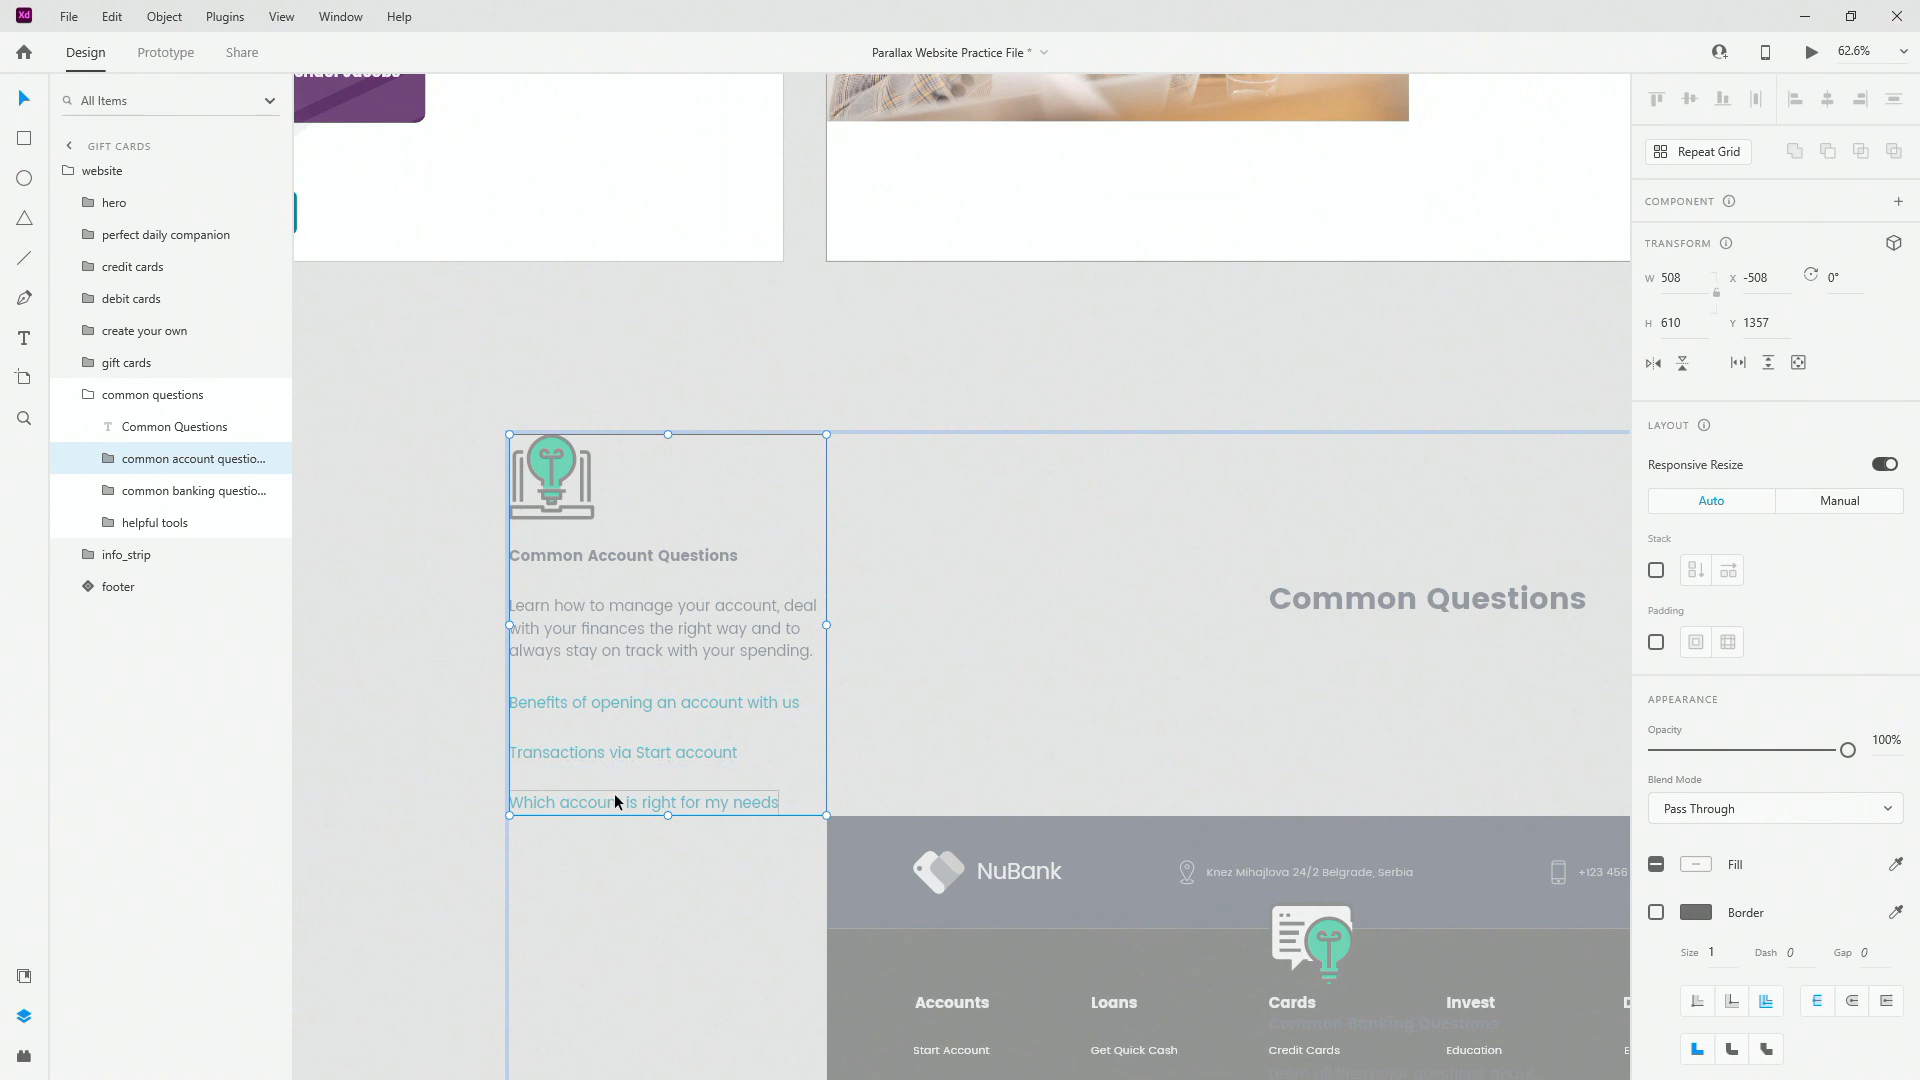 Xd
File
Edit
Object
Plugins
View
Window
Help
Design
Prototype
Share
Parallax Website Practice File *
62.6%
All Items
GIFT CARDS
website
hero
perfect daily companion
credit cards
debit cards
create your own
gift cards
common questions
T Common Questions
common account questio...
common banking questio...
helpful tools
info_strip
footer
Common Account Questions
Learn how to manage your account, deal
with your finances the right way and to
always stay on track with your spending.
Benefits of opening an account with us
Transactions via Start account
Which account is right for my needs
Common Questions
NuBank
Knez Mihajlova 24/2 Belgrade, Serbia
+123 456
Accounts
Loans
Cards
Invest
Common Banking Questions
Start Account
Get Quick Cash
Credit Cards
Education
Repeat Grid
COMPONENT
TRANSFORM
W 508
X -508
0°
H 610
Y 1357
LAYOUT
Responsive Resize
Auto
Manual
Stack
Padding
APPEARANCE
Opacity
100%
Blend Mode
Pass Through
Fill
Border
Size 1
Dash 0
Gap 0